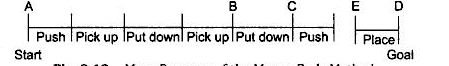 A B C E D
Push Pick up Put down Pick up Put down Push Place
Start Goal